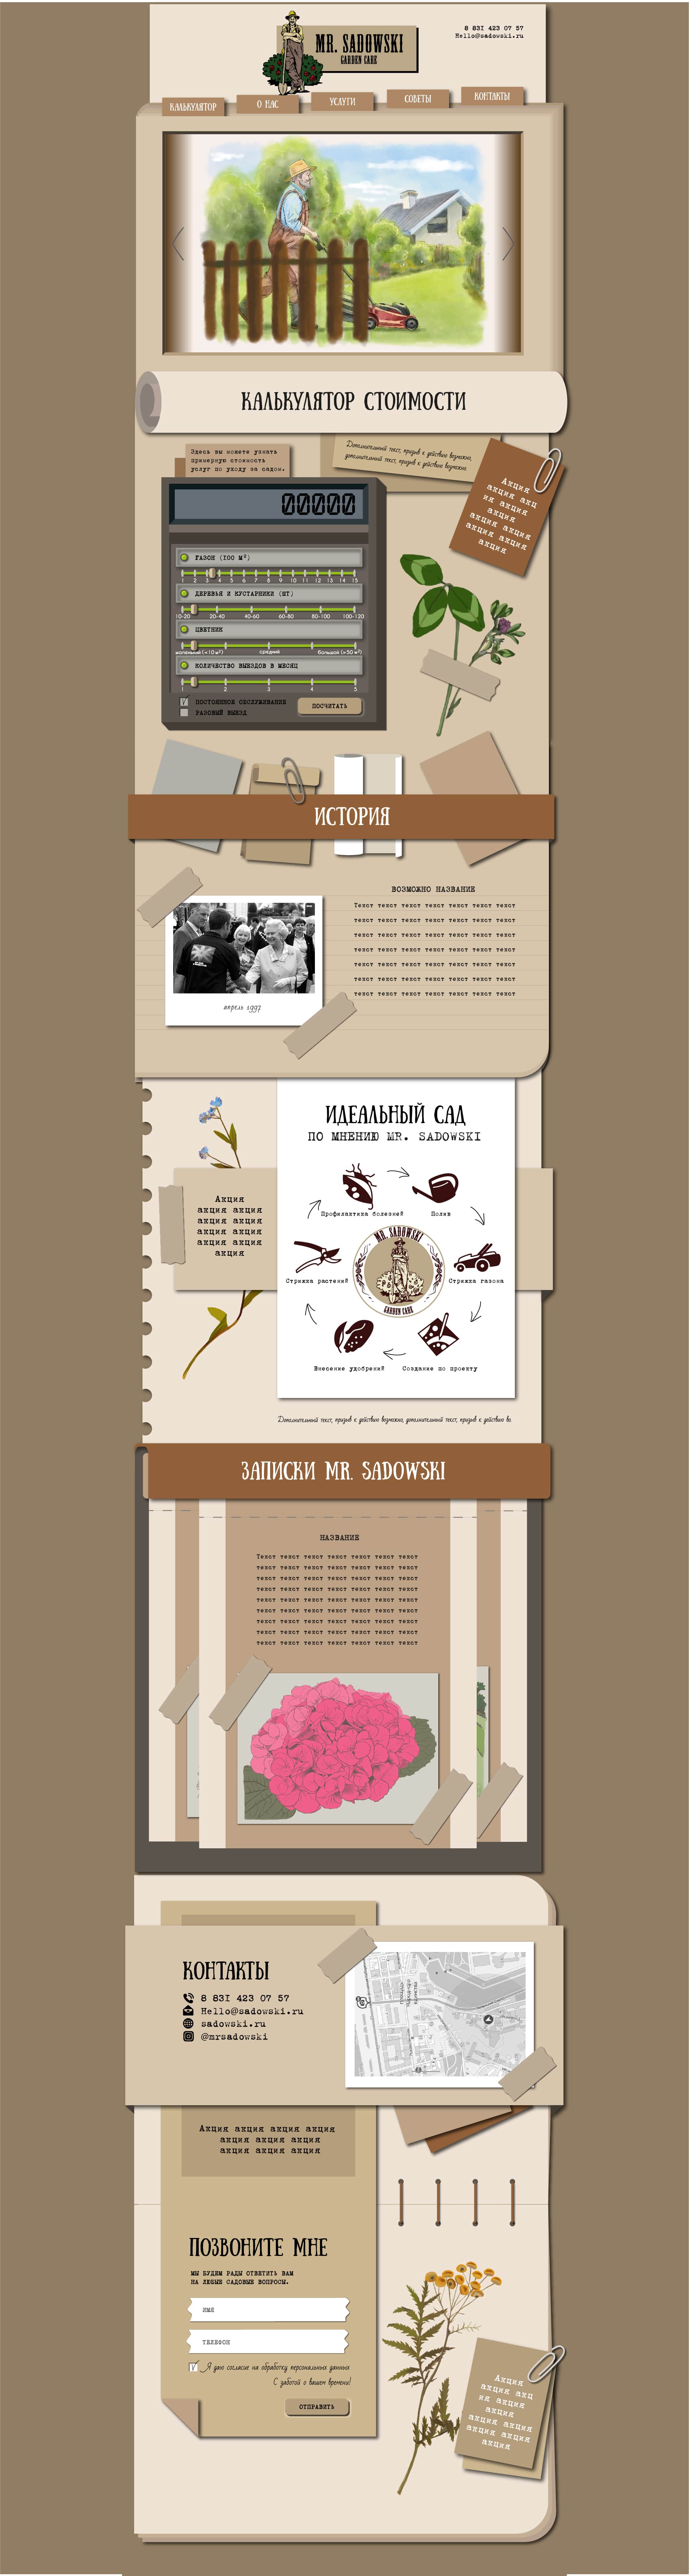 MR. SADOWSKI
GARDEN CARE
8 831 423 07 57
Hello@sadowski.ru
КАЛЬКУЛЯТОР
О НАС
УСЛУГИ
СОВЕТЫ
КОНТАКТЫ
КАЛЬКУЛЯТОР СТОИМОСТИ
Здесь вы можете узнать
примерную стоимость
услуг по уходу за садом.
Дополнительный текст, призыв к действию возможно,
дополнительный текст, призыв к действию возможно
Акция
акция акц
ия акция
акция
акция акция
акция акция
акция
00000
ГАЗОН (100 М²)
1 2 3 4 5 6 7 8 9 10 11 12 13 14 15
ДЕРЕВЬЯ И КУСТАРНИКИ (ШТ)
10-20 20-40 40-60 60-80 80-100 100-120
ЦВЕТНИК
маленький (<10 м²) средний большой (>50 м²)
КОЛИЧЕСТВО ВЫЕЗДОВ В МЕСЯЦ
1 2 3 4 5
ПОСТОЯННОЕ ОБСЛУЖИВАНИЕ
РАЗОВЫЙ ВЫЕЗД
ПОСЧИТАТЬ
ИСТОРИЯ
ВОЗМОЖНО НАЗВАНИЕ
Текст текст текст текст текст текст текст
текст текст текст текст текст текст текст
текст текст текст текст текст текст текст
текст текст текст текст текст текст текст
текст текст текст текст текст текст текст
текст текст текст текст текст текст текст
текст текст текст текст текст текст текст
апрель 1997
ИДЕАЛЬНЫЙ САД
ПО МНЕНИЮ MR. SADOWSKI
Акция
акция акция
акция акция
акция акция
акция акция
акция
Профилактика болезней
Полив
MR. SADOWSKI
GARDEN CARE
Стрижка растений
Стрижка газона
Внесение удобрений
Создание по проекту
Дополнительный текст, призыв к действию возможно, дополнительный текст, призыв к действию во
ЗАПИСКИ MR. SADOWSKI
НАЗВАНИЕ
Текст текст текст текст текст текст текст
текст текст текст текст текст текст текст
текст текст текст текст текст текст текст
текст текст текст текст текст текст текст
текст текст текст текст текст текст текст
текст текст текст текст текст текст текст
текст текст текст текст текст текст текст
текст текст текст текст текст текст текст
текст текст текст текст текст текст текст
КОНТАКТЫ
8 831 423 07 57
Hello@sadowski.ru
sadowski.ru
@mrsadowski
Акция акция акция акция
акция акция акция
акция акция акция
ПОЗВОНИТЕ МНЕ
МЫ БУДЕМ РАДЫ ОТВЕТИТЬ ВАМ
НА ЛЮБЫЕ САДОВЫЕ ВОПРОСЫ.
ИМЯ
ТЕЛЕФОН
Я даю согласие на обработку персональных данных
С заботой о вашем времени!
ОТПРАВИТЬ
Акция
акция акц
ия акция
акция
акция акция
акция акция
акция